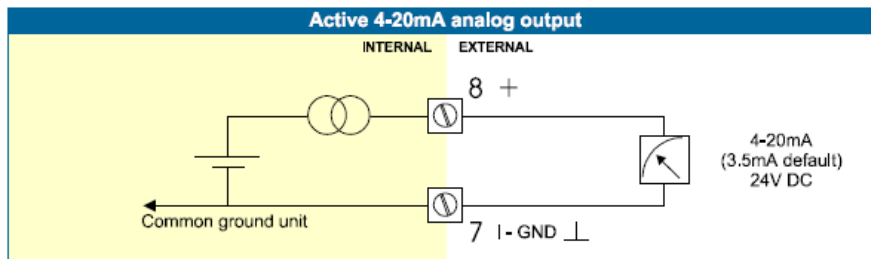 Active 4-20mA analog output
INTERNAL EXTERNAL
8 +
4-20mA
(3.5mA default)
24V DC
Common ground unit
7 I - GND ⊥